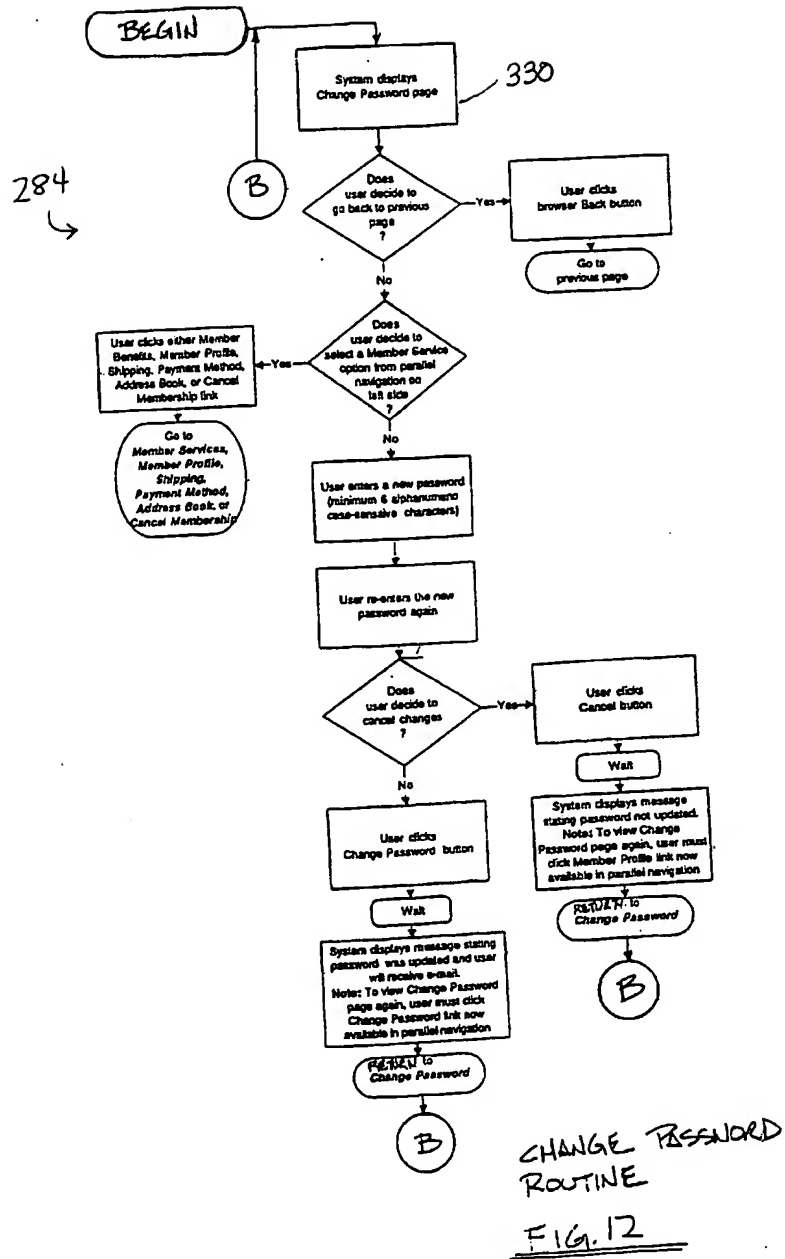 BEGIN
System displays
Change Password page
330
B
284
Does
user decide to
go back to previous
page
?
Yes
User clicks
browser Back button
Go to
previous page
No
Does
user decide to
select a Member Service
option from parallel
navigation on
left side
?
Yes
User clicks either Member
Benefits, Member Profile,
Shipping, Payment Method,
Address Book, or Cancel
Membership link
Go to
Member Services,
Member Profile,
Shipping,
Payment Method,
Address Book, or
Cancel Membership
No
User enters a new password
(minimum 6 alphanumeric
case-sensitive characters)
User re-enters the new
password again
Does
user decide to
cancel changes
?
Yes
User clicks
Cancel button
Wait
System displays message
stating password not updated.
Note: To view Change
Password page again, user must
click Member Profile link now
available in parallel navigation
RETURN to
Change Password
B
No
User clicks
Change Password button
Wait
System displays message stating
password was updated and user
will receive e-mail.
Note: To view Change Password
page again, user must click
Change Password link now
available in parallel navigation
RETURN to
Change Password
B
CHANGE PASSWORD
ROUTINE
FIG. 12